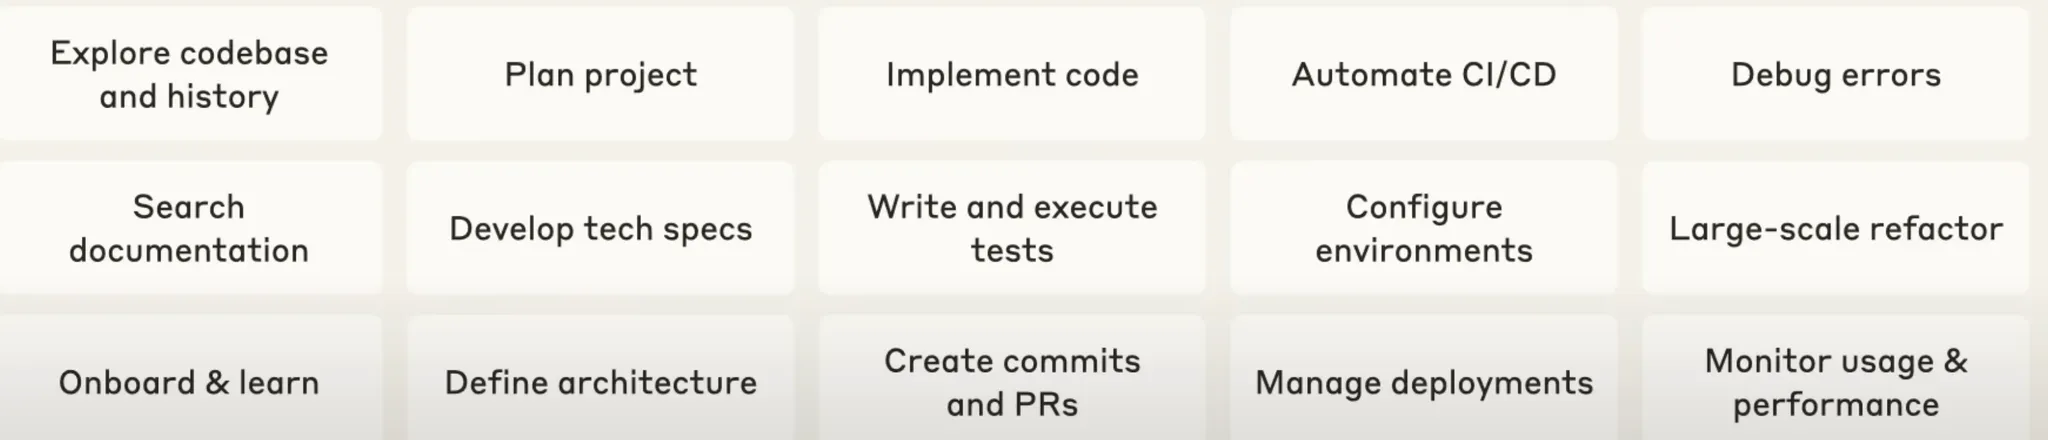 Explore codebase
and history
Plan project
Implement code
Automate CI/CD
Debug errors
Search
documentation
Develop tech specs
Write and execute
tests
Configure
environments
Large-scale refactor
Onboard & learn
Define architecture
Create commits
and PRs
Manage deployments
Monitor usage &
performance